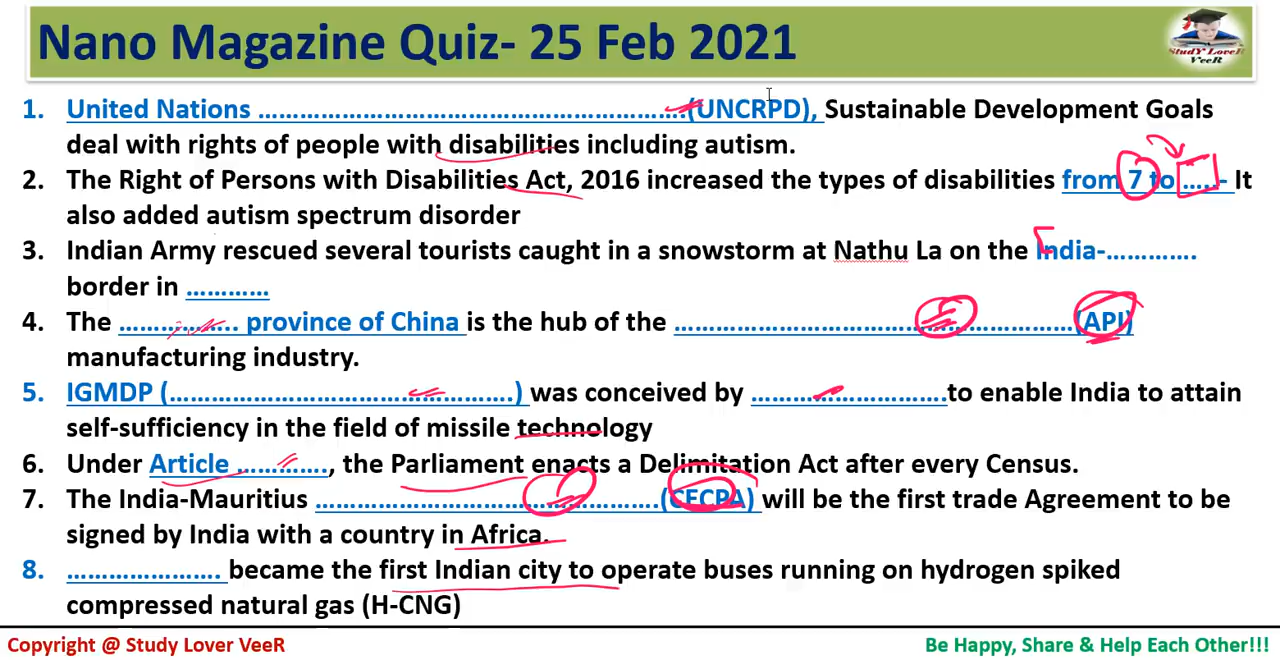 Nano Magazine Quiz- 25 Feb 2021
StudY LoveR
VeeR
1. United Nations ……………………………………………………….(UNCRPD), Sustainable Development Goals
deal with rights of people with disabilities including autism.
2. The Right of Persons with Disabilities Act, 2016 increased the types of disabilities from 7 to …..- It
also added autism spectrum disorder
3. Indian Army rescued several tourists caught in a snowstorm at Nathu La on the India-………….
border in …………
4. The …………….. province of China is the hub of the …………………………………………………(API)
manufacturing industry.
5. IGMDP (…………………………………………….) was conceived by ……………………….to enable India to attain
self-sufficiency in the field of missile technology
6. Under Article …………., the Parliament enacts a Delimitation Act after every Census.
7. The India-Mauritius …………………………………………….(CECPA) will be the first trade Agreement to be
signed by India with a country in Africa.
8. …………………. became the first Indian city to operate buses running on hydrogen spiked
compressed natural gas (H-CNG)
Copyright @ Study Lover VeeR
Be Happy, Share & Help Each Other!!!